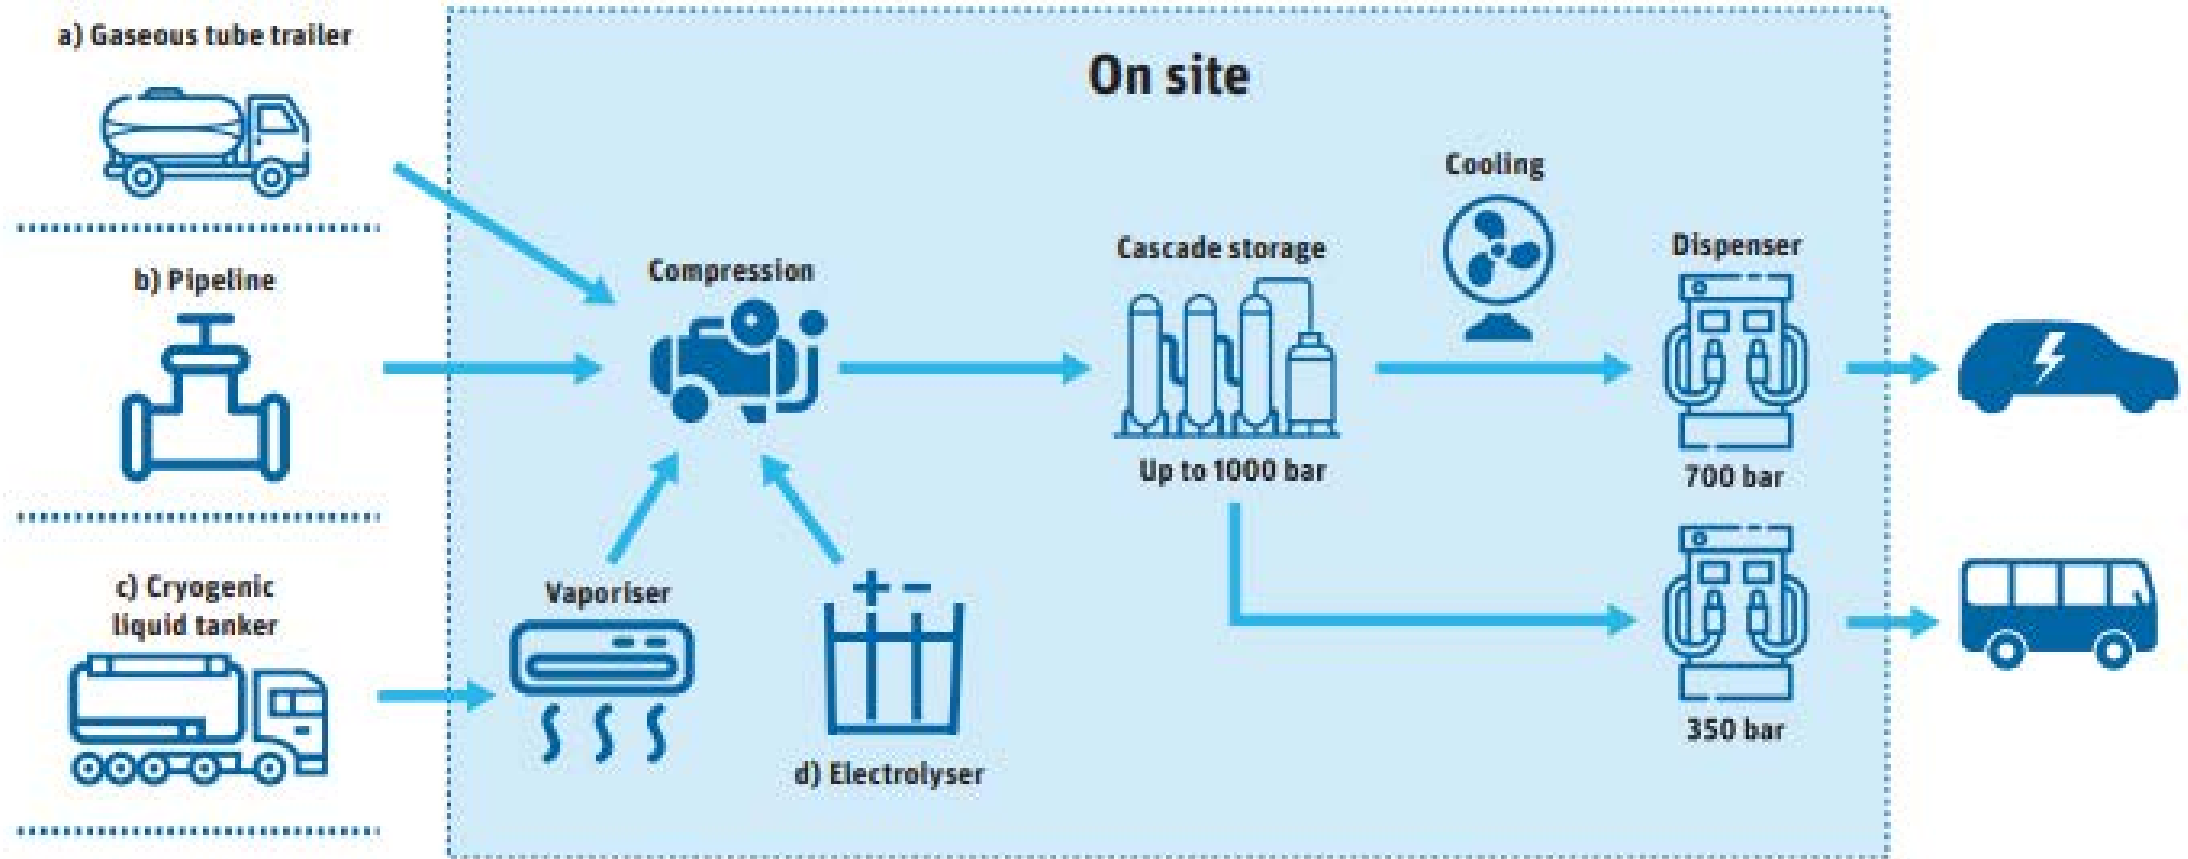 a) Gaseous tube trailer
On site
Cooling
Cascade storage
Dispenser
Compression
b) Pipeline
Up to 1000 bar
700 bar
c) Cryogenic
liquid tanker
Vaporiser
+ −
350 bar
d) Electrolyser